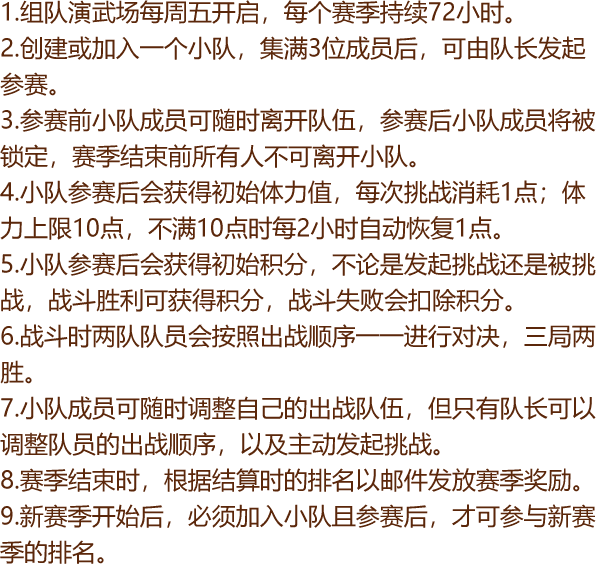 1.组队演武场每周五开启，每个赛季持续72小时。
2.创建或加入一个小队，集满3位成员后，可由队长发起
参赛。
3.参赛前小队成员可随时离开队伍，参赛后小队成员将被
锁定，赛季结束前所有人不可离开小队。
4.小队参赛后会获得初始体力值，每次挑战消耗1点；体
力上限10点，不满10点时每2小时自动恢复1点。
5.小队参赛后会获得初始积分，不论是发起挑战还是被挑
战，战斗胜利可获得积分，战斗失败会扣除积分。
6.战斗时两队队员会按照出战顺序一一进行对决，三局两
胜。
7.小队成员可随时调整自己的出战队伍，但只有队长可以
调整队员的出战顺序，以及主动发起挑战。
8.赛季结束时，根据结算时的排名以邮件发放赛季奖励。
9.新赛季开始后，必须加入小队且参赛后，才可参与新赛
季的排名。